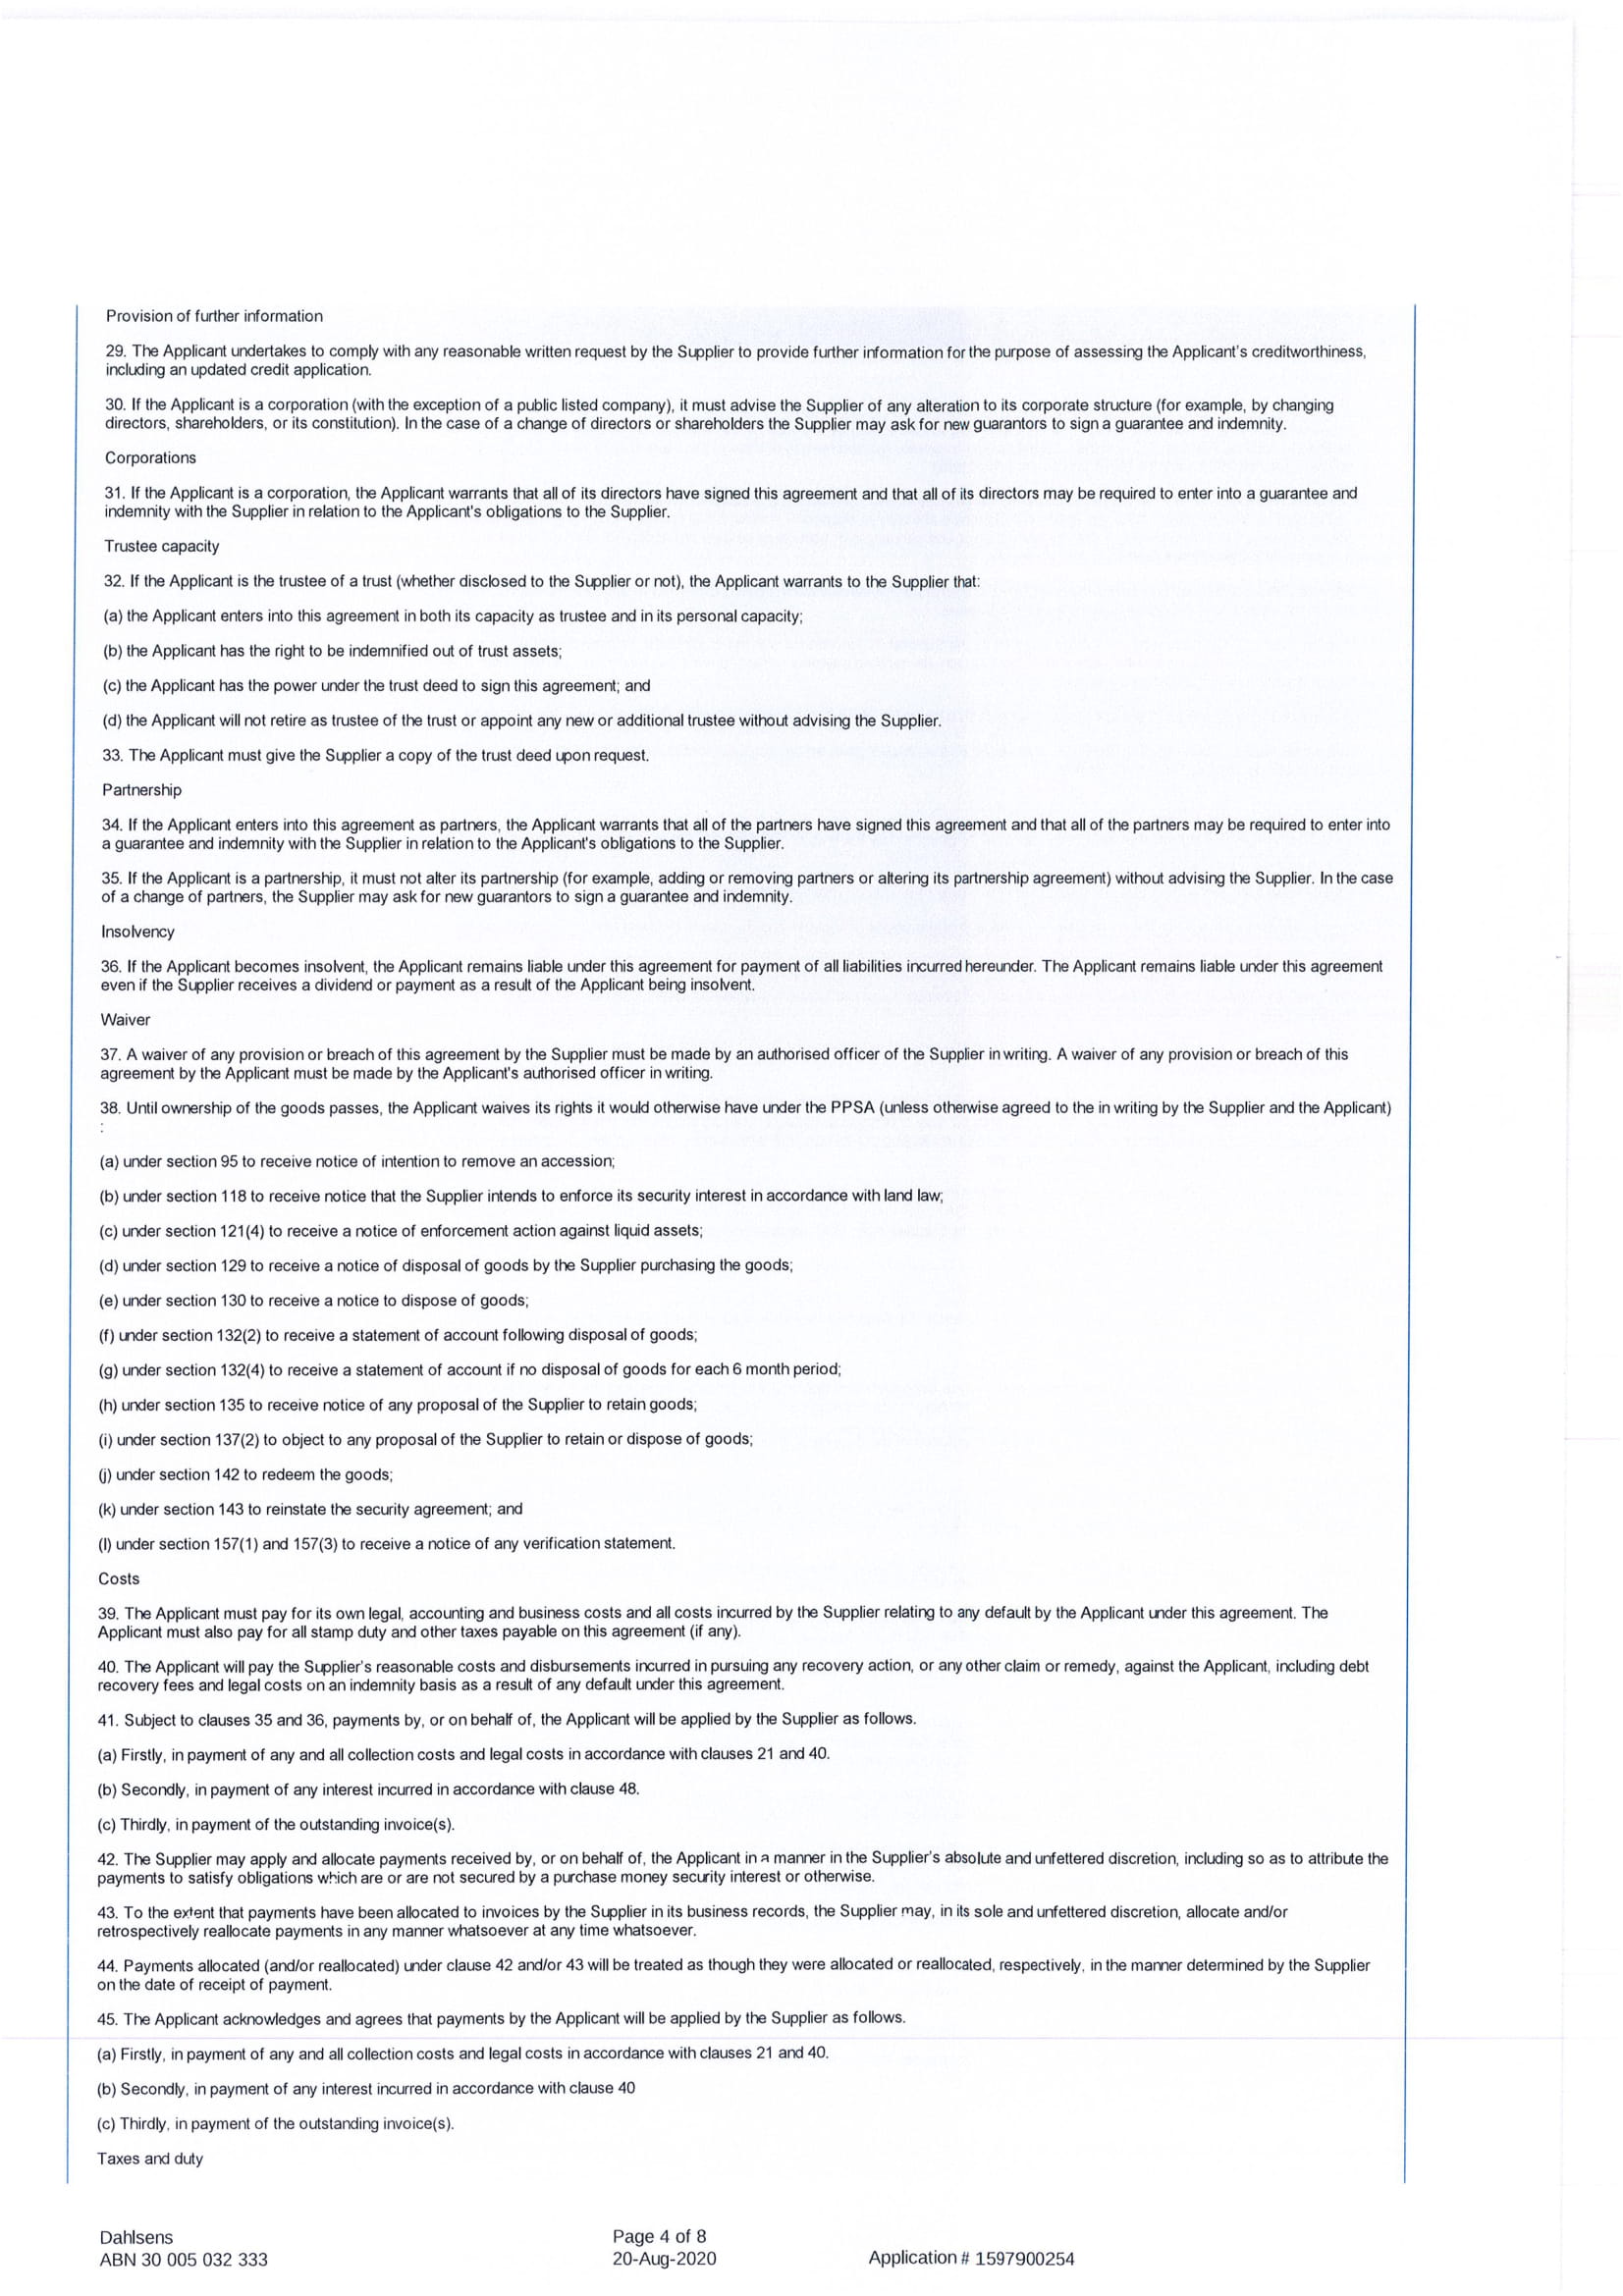 Provision of further information
29. The Applicant undertakes to comply with any reasonable written request by the Supplier to provide further information for the purpose of assessing the Applicant's creditworthiness,
including an updated credit application.
30. If the Applicant is a corporation (with the exception of a public listed company), it must advise the Supplier of any alteration to its corporate structure (for example, by changing
directors, shareholders, or its constitution). In the case of a change of directors or shareholders the Supplier may ask for new guarantors to sign a guarantee and indemnity.
Corporations
31. If the Applicant is a corporation, the Applicant warrants that all of its directors have signed this agreement and that all of its directors may be required to enter into a guarantee and
indemnity with the Supplier in relation to the Applicant's obligations to the Supplier.
Trustee capacity
32. If the Applicant is the trustee of a trust (whether disclosed to the Supplier or not), the Applicant warrants to the Supplier that:
(a) the Applicant enters into this agreement in both its capacity as trustee and in its personal capacity;
(b) the Applicant has the right to be indemnified out of trust assets;
(c) the Applicant has the power under the trust deed to sign this agreement; and
(d) the Applicant will not retire as trustee of the trust or appoint any new or additional trustee without advising the Supplier.
33. The Applicant must give the Supplier a copy of the trust deed upon request.
Partnership
34. If the Applicant enters into this agreement as partners, the Applicant warrants that all of the partners have signed this agreement and that all of the partners may be required to enter into
a guarantee and indemnity with the Supplier in relation to the Applicant's obligations to the Supplier.
35. If the Applicant is a partnership, it must not alter its partnership (for example, adding or removing partners or altering its partnership agreement) without advising the Supplier. In the case
of a change of partners, the Supplier may ask for new guarantors to sign a guarantee and indemnity.
Insolvency
36. If the Applicant becomes insolvent, the Applicant remains liable under this agreement for payment of all liabilities incurred hereunder. The Applicant remains liable under this agreement
even if the Supplier receives a dividend or payment as a result of the Applicant being insolvent.
Waiver
37. A waiver of any provision or breach of this agreement by the Supplier must be made by an authorised officer of the Supplier in writing. A waiver of any provision or breach of this
agreement by the Applicant must be made by the Applicant's authorised officer in writing.
38. Until ownership of the goods passes, the Applicant waives its rights it would otherwise have under the PPSA (unless otherwise agreed to the in writing by the Supplier and the Applicant)
:
(a) under section 95 to receive notice of intention to remove an accession;
(b) under section 118 to receive notice that the Supplier intends to enforce its security interest in accordance with land law;
(c) under section 121(4) to receive a notice of enforcement action against liquid assets;
(d) under section 129 to receive a notice of disposal of goods by the Supplier purchasing the goods;
(e) under section 130 to receive a notice to dispose of goods;
(f) under section 132(2) to receive a statement of account following disposal of goods;
(g) under section 132(4) to receive a statement of account if no disposal of goods for each 6 month period;
(h) under section 135 to receive notice of any proposal of the Supplier to retain goods;
(i) under section 137(2) to object to any proposal of the Supplier to retain or dispose of goods;
(j) under section 142 to redeem the goods;
(k) under section 143 to reinstate the security agreement; and
(l) under section 157(1) and 157(3) to receive a notice of any verification statement.
Costs
39. The Applicant must pay for its own legal, accounting and business costs and all costs incurred by the Supplier relating to any default by the Applicant under this agreement. The
Applicant must also pay for all stamp duty and other taxes payable on this agreement (if any).
40. The Applicant will pay the Supplier's reasonable costs and disbursements incurred in pursuing any recovery action, or any other claim or remedy, against the Applicant, including debt
recovery fees and legal costs on an indemnity basis as a result of any default under this agreement.
41. Subject to clauses 35 and 36, payments by, or on behalf of, the Applicant will be applied by the Supplier as follows.
(a) Firstly, in payment of any and all collection costs and legal costs in accordance with clauses 21 and 40.
(b) Secondly, in payment of any interest incurred in accordance with clause 48.
(c) Thirdly, in payment of the outstanding invoice(s).
42. The Supplier may apply and allocate payments received by, or on behalf of, the Applicant in a manner in the Supplier's absolute and unfettered discretion, including so as to attribute the
payments to satisfy obligations which are or are not secured by a purchase money security interest or otherwise.
43. To the extent that payments have been allocated to invoices by the Supplier in its business records, the Supplier may, in its sole and unfettered discretion, allocate and/or
retrospectively reallocate payments in any manner whatsoever at any time whatsoever.
44. Payments allocated (and/or reallocated) under clause 42 and/or 43 will be treated as though they were allocated or reallocated, respectively, in the manner determined by the Supplier
on the date of receipt of payment.
45. The Applicant acknowledges and agrees that payments by the Applicant will be applied by the Supplier as follows.
(a) Firstly, in payment of any and all collection costs and legal costs in accordance with clauses 21 and 40.
(b) Secondly, in payment of any interest incurred in accordance with clause 40
(c) Thirdly, in payment of the outstanding invoice(s).
Taxes and duty
Dahlsens
ABN 30 005 032 333
Page 4 of 8
20-Aug-2020
Application # 1597900254